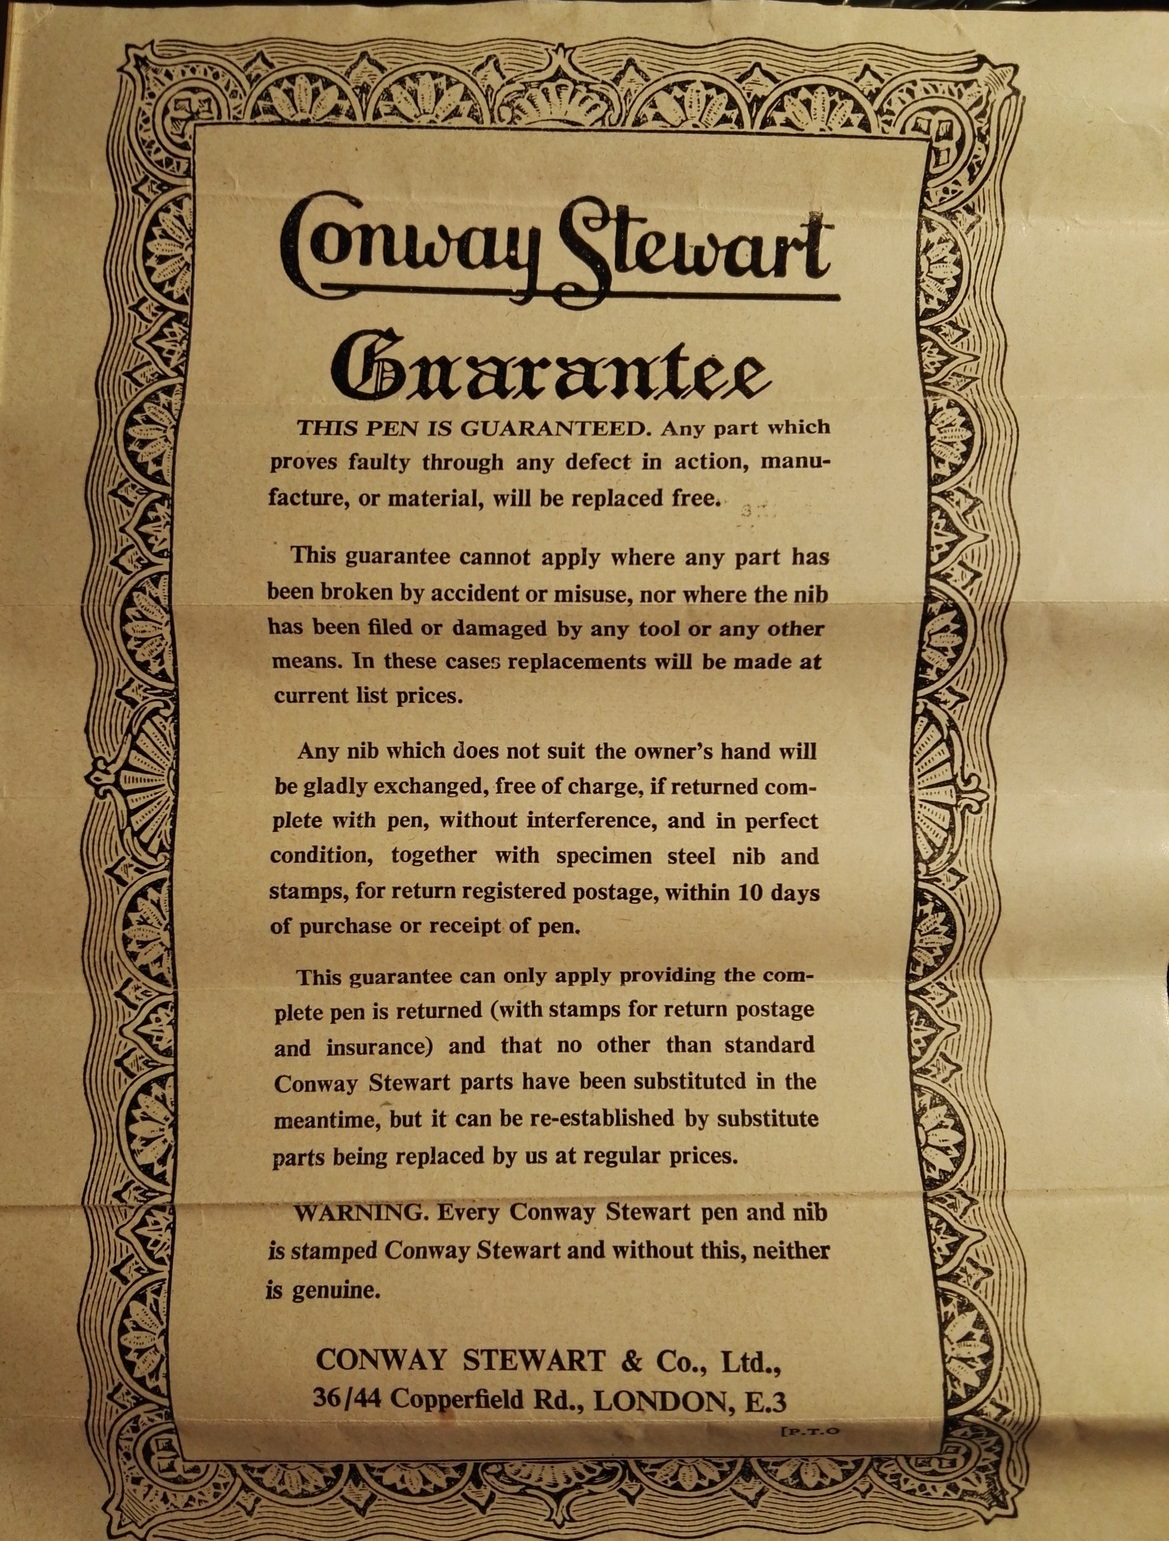 Conway Stewart
Guarantee
THIS PEN IS GUARANTEED. Any part which
proves faulty through any defect in action, manu-
facture, or material, will be replaced free.
This guarantee cannot apply where any part has
been broken by accident or misuse, nor where the nib
has been filed or damaged by any tool or any other
means. In these cases replacements will be made at
current list prices.
Any nib which does not suit the owner's hand will
be gladly exchanged, free of charge, if returned com-
plete with pen, without interference, and in perfect
condition, together with specimen steel nib and
stamps, for return registered postage, within 10 days
of purchase or receipt of pen.
This guarantee can only apply providing the com-
plete pen is returned (with stamps for return postage
and insurance) and that no other than standard
Conway Stewart parts have been substituted in the
meantime, but it can be re-established by substitute
parts being replaced by us at regular prices.
WARNING. Every Conway Stewart pen and nib
is stamped Conway Stewart and without this, neither
is genuine.
CONWAY STEWART & Co., Ltd.,
36/44 Copperfield Rd., LONDON, E.3
[P.T.O